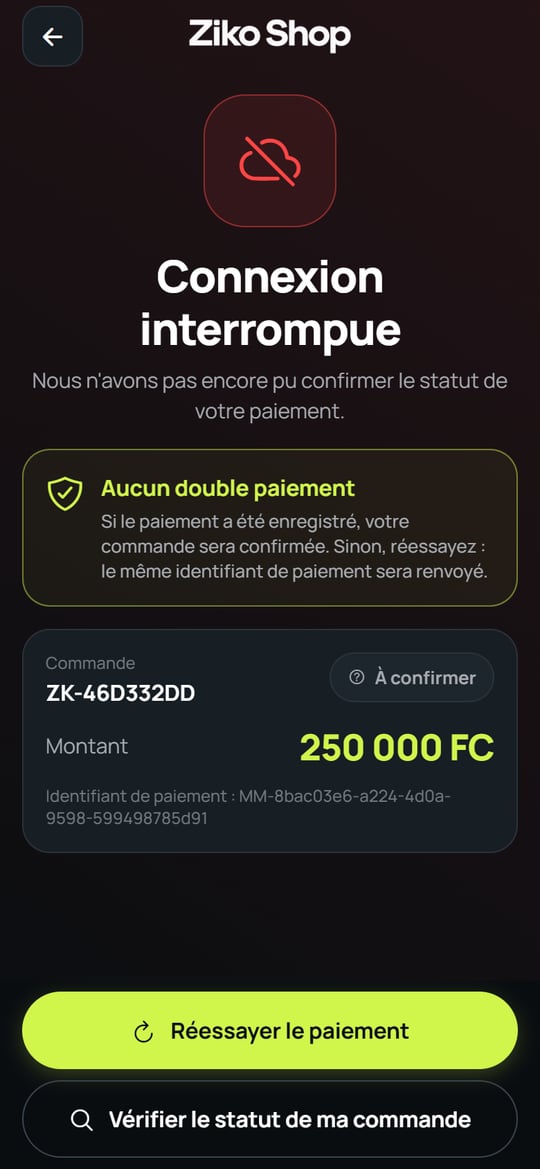 Ziko Shop
Connexion
interrompue
Nous n'avons pas encore pu confirmer le statut de
votre paiement.
Aucun double paiement
Si le paiement a été enregistré, votre
commande sera confirmée. Sinon, réessayez :
le même identifiant de paiement sera renvoyé.
Commande
ZK-46D332DD
À confirmer
Montant
250 000 FC
Identifiant de paiement : MM-8bac03e6-a224-4d0a-
9598-599498785d91
Réessayer le paiement
Vérifier le statut de ma commande